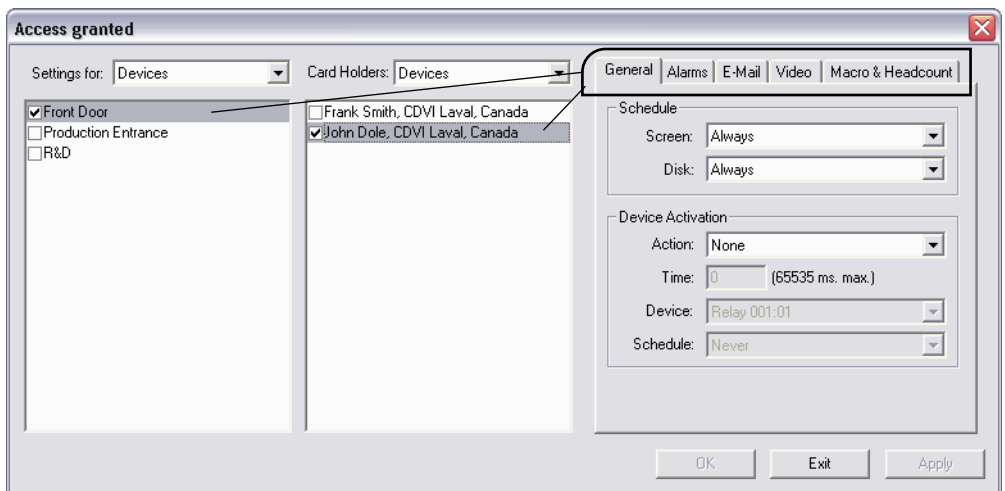 Access granted
Settings for: Devices
Card Holders: Devices
General Alarms E-Mail Video Macro & Headcount
Front Door
Production Entrance
R&D
Frank Smith, CDVI Laval, Canada
John Dole, CDVI Laval, Canada
Schedule
Screen: Always
Disk: Always
Device Activation
Action: None
Time: 0 (65535 ms. max.)
Device: Relay 001:01
Schedule: Never
OK Exit Apply